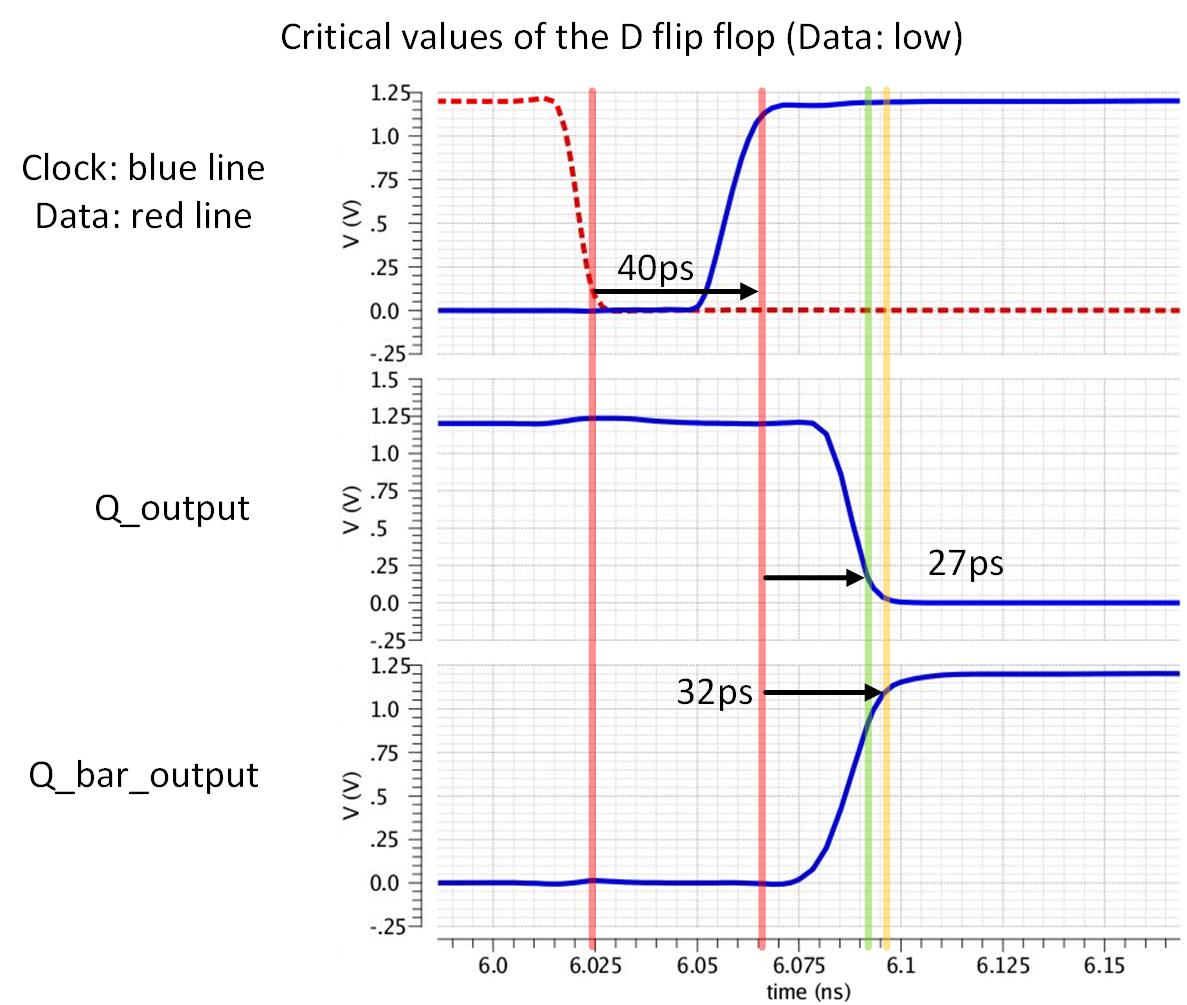 Critical values of the D flip flop (Data: low)
Clock: blue line
Data: red line
V (V)
1.25
1.0
.75
.5
.25
0.0
-.25
40ps
Q_output
V (V)
1.5
1.25
1.0
.75
.5
.25
0.0
-.25
27ps
Q_bar_output
V (V)
1.25
1.0
.75
.5
.25
0.0
-.25
32ps
6.0 6.025 6.05 6.075 6.1 6.125 6.15
time (ns)